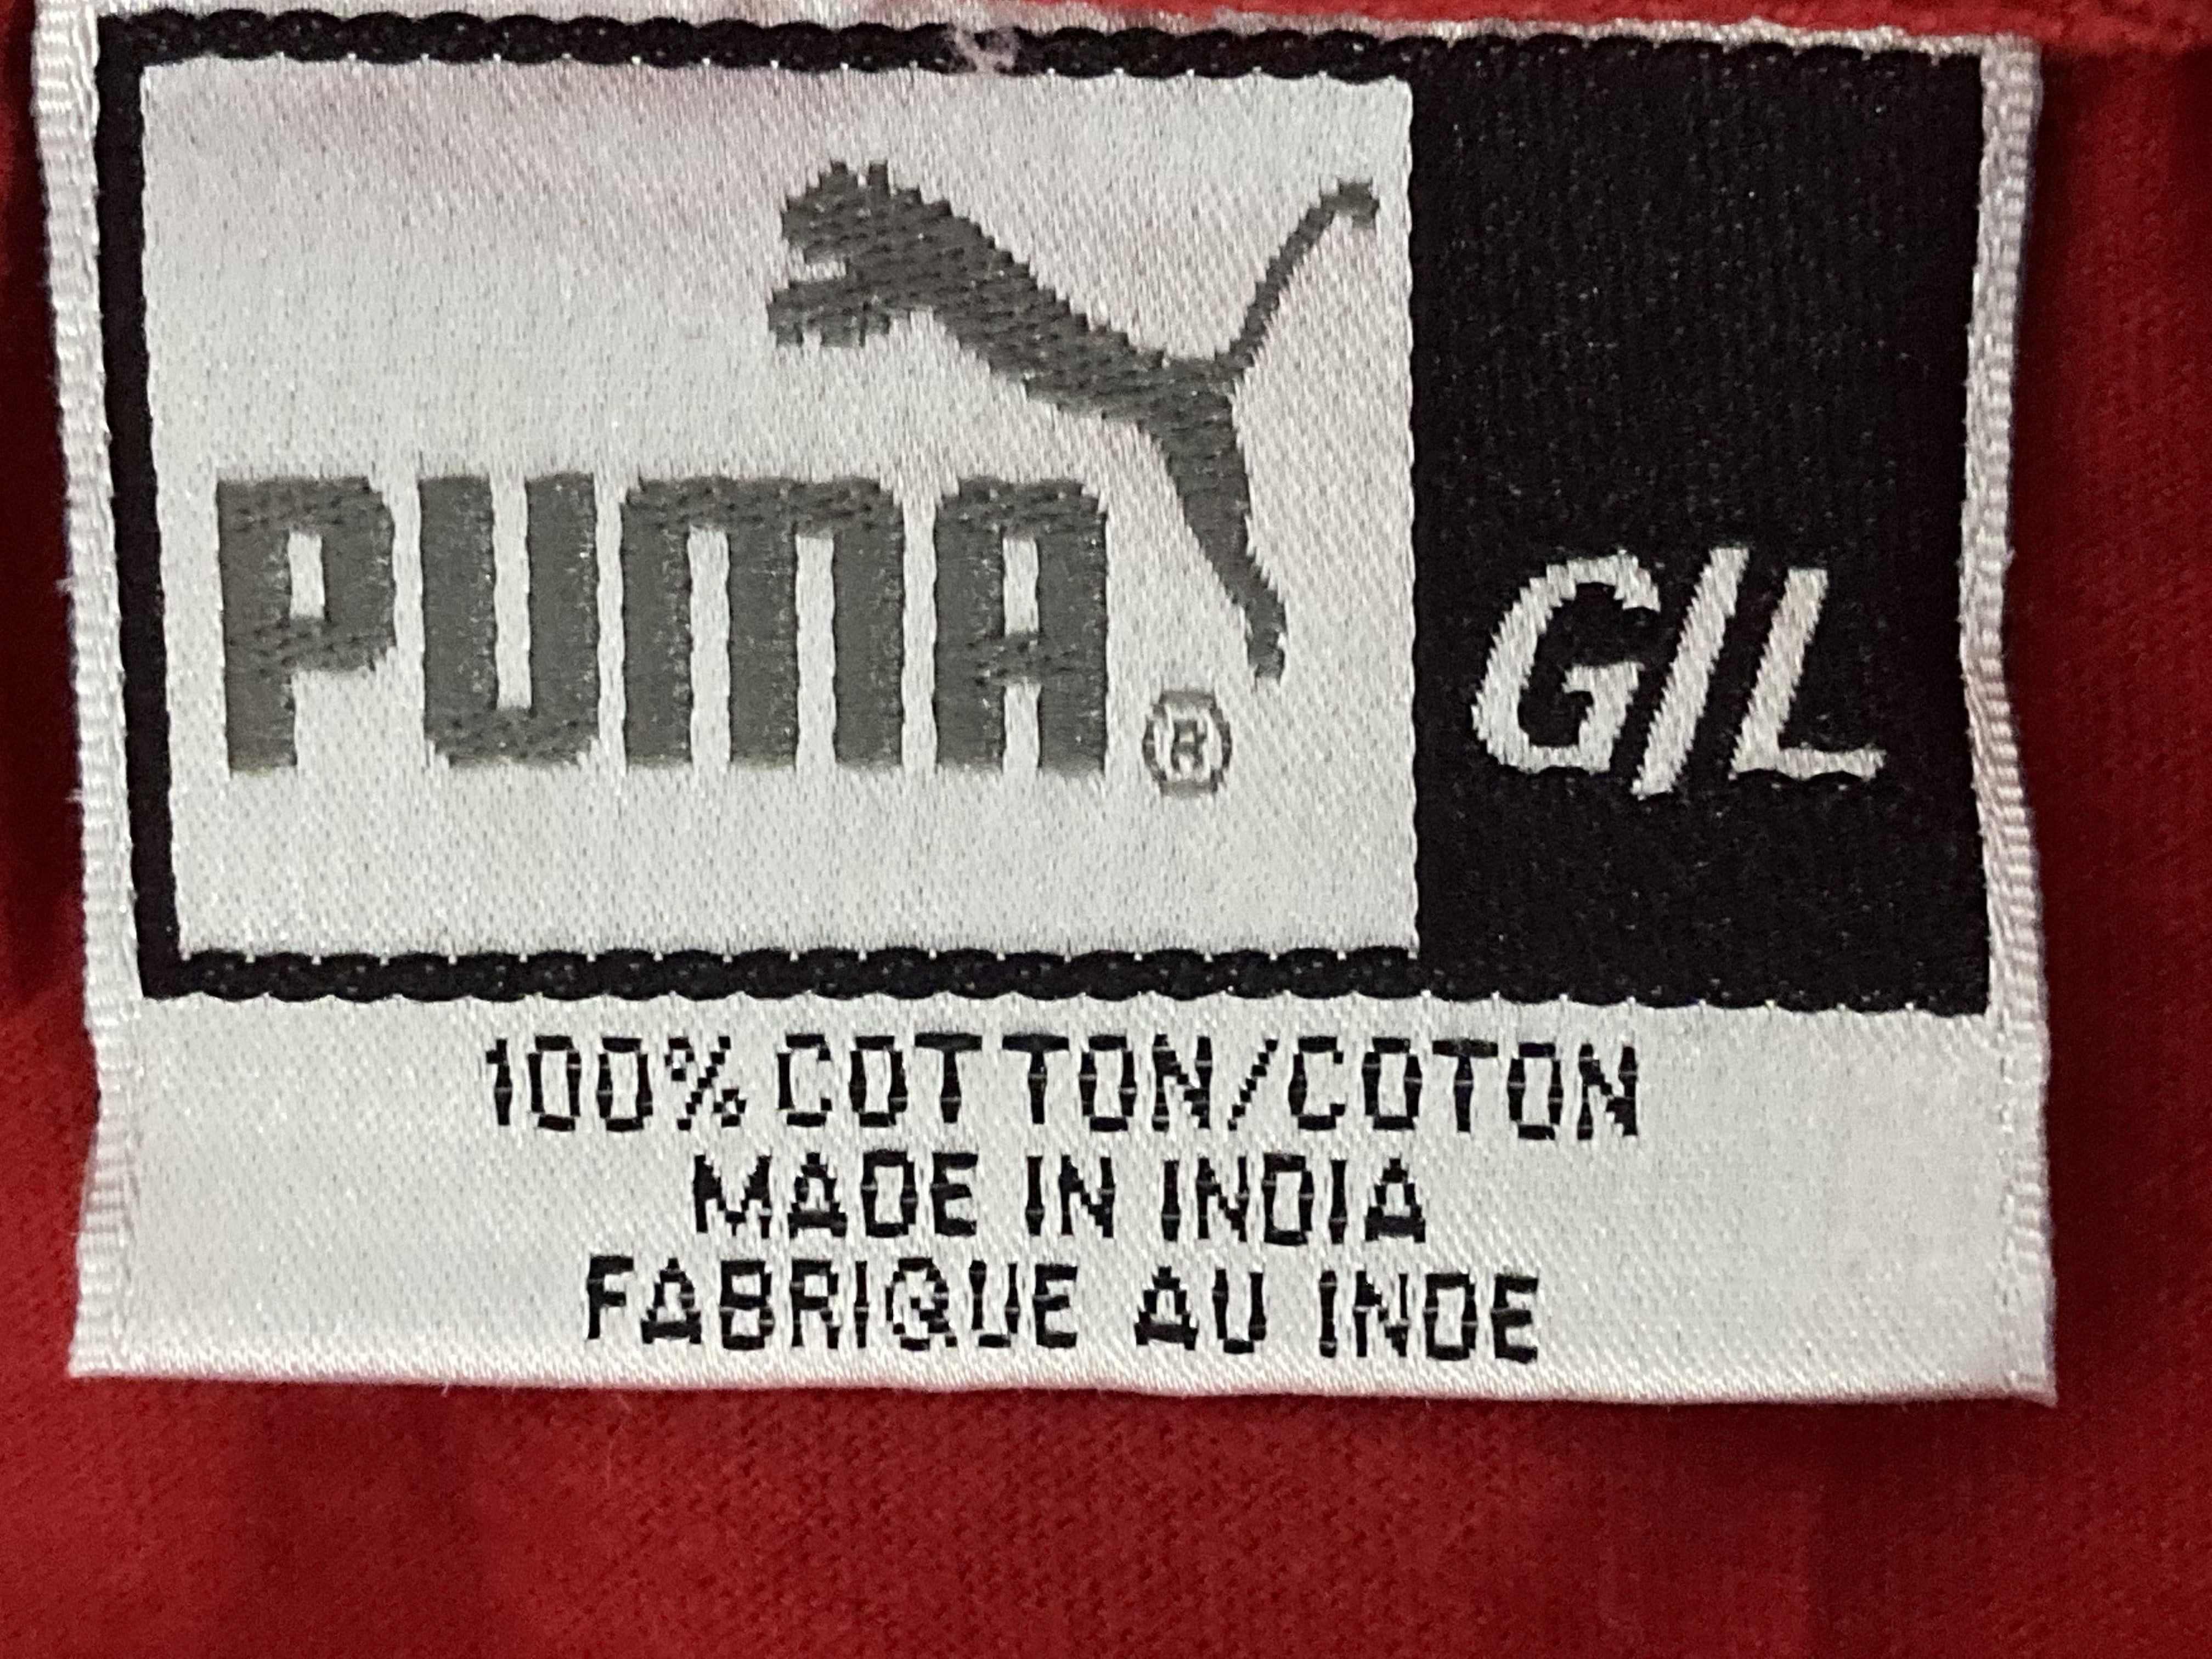 PUMA®
G/L
100% COTTON/COTON
MADE IN INDIA
FABRIQUE AU INDE